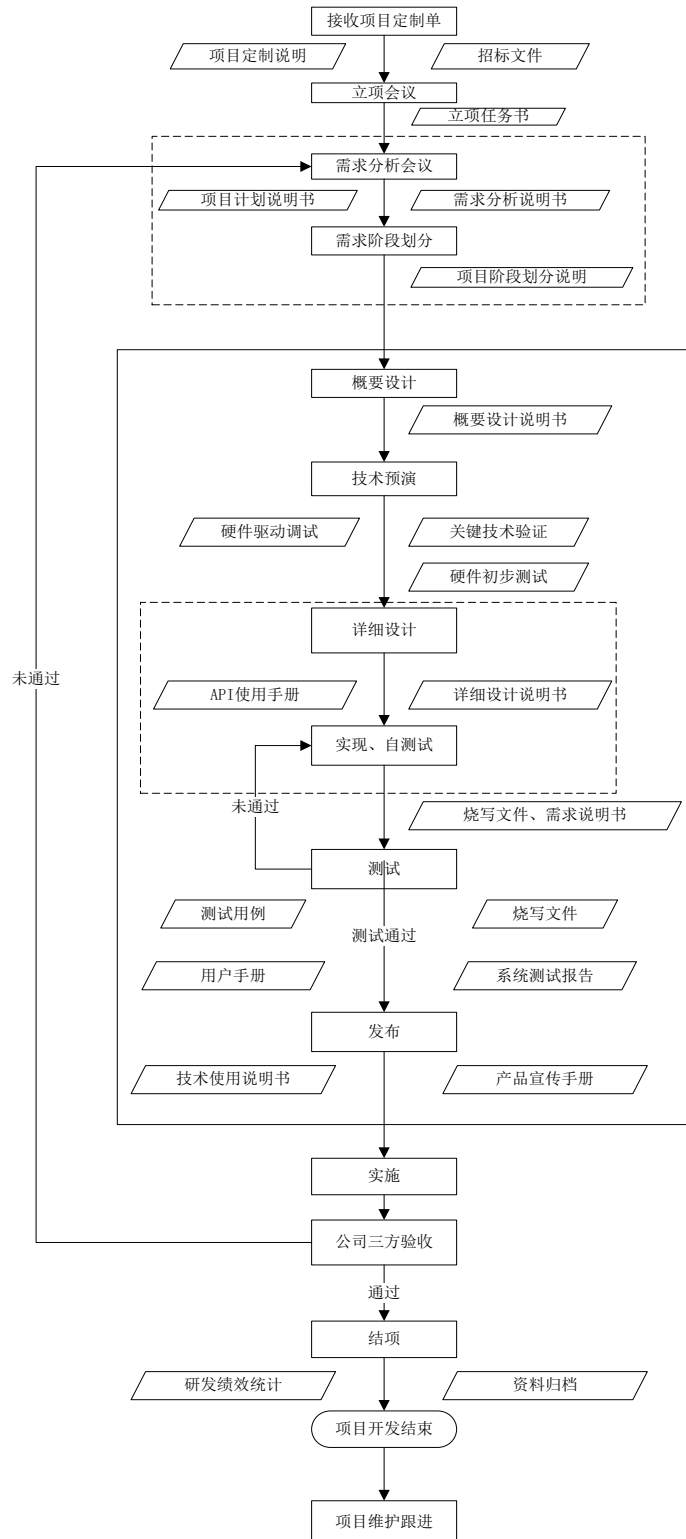 接收项目定制单
项目定制说明
招标文件
立项会议
立项任务书
需求分析会议
项目计划说明书
需求分析说明书
需求阶段划分
项目阶段划分说明
概要设计
概要设计说明书
技术预演
硬件驱动调试
关键技术验证
硬件初步测试
详细设计
未通过
API使用手册
详细设计说明书
实现、自测试
未通过
烧写文件、需求说明书
测试
测试用例
烧写文件
测试通过
用户手册
系统测试报告
发布
技术使用说明书
产品宣传手册
实施
公司三方验收
通过
结项
研发绩效统计
资料归档
项目开发结束
项目维护跟进